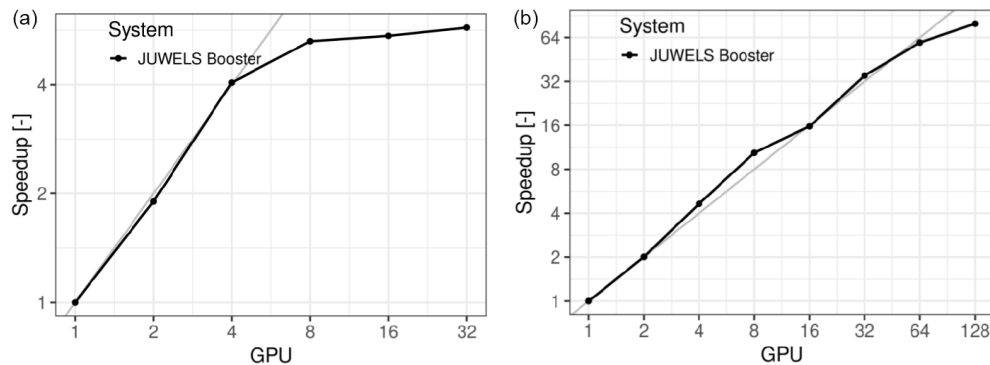 (a)
System
JUWELS Booster
Speedup [-]
4
2
1
1 2 4 8 16 32
GPU
(b)
System
JUWELS Booster
Speedup [-]
64
32
16
8
4
2
1
1 2 4 8 16 32 64 128
GPU